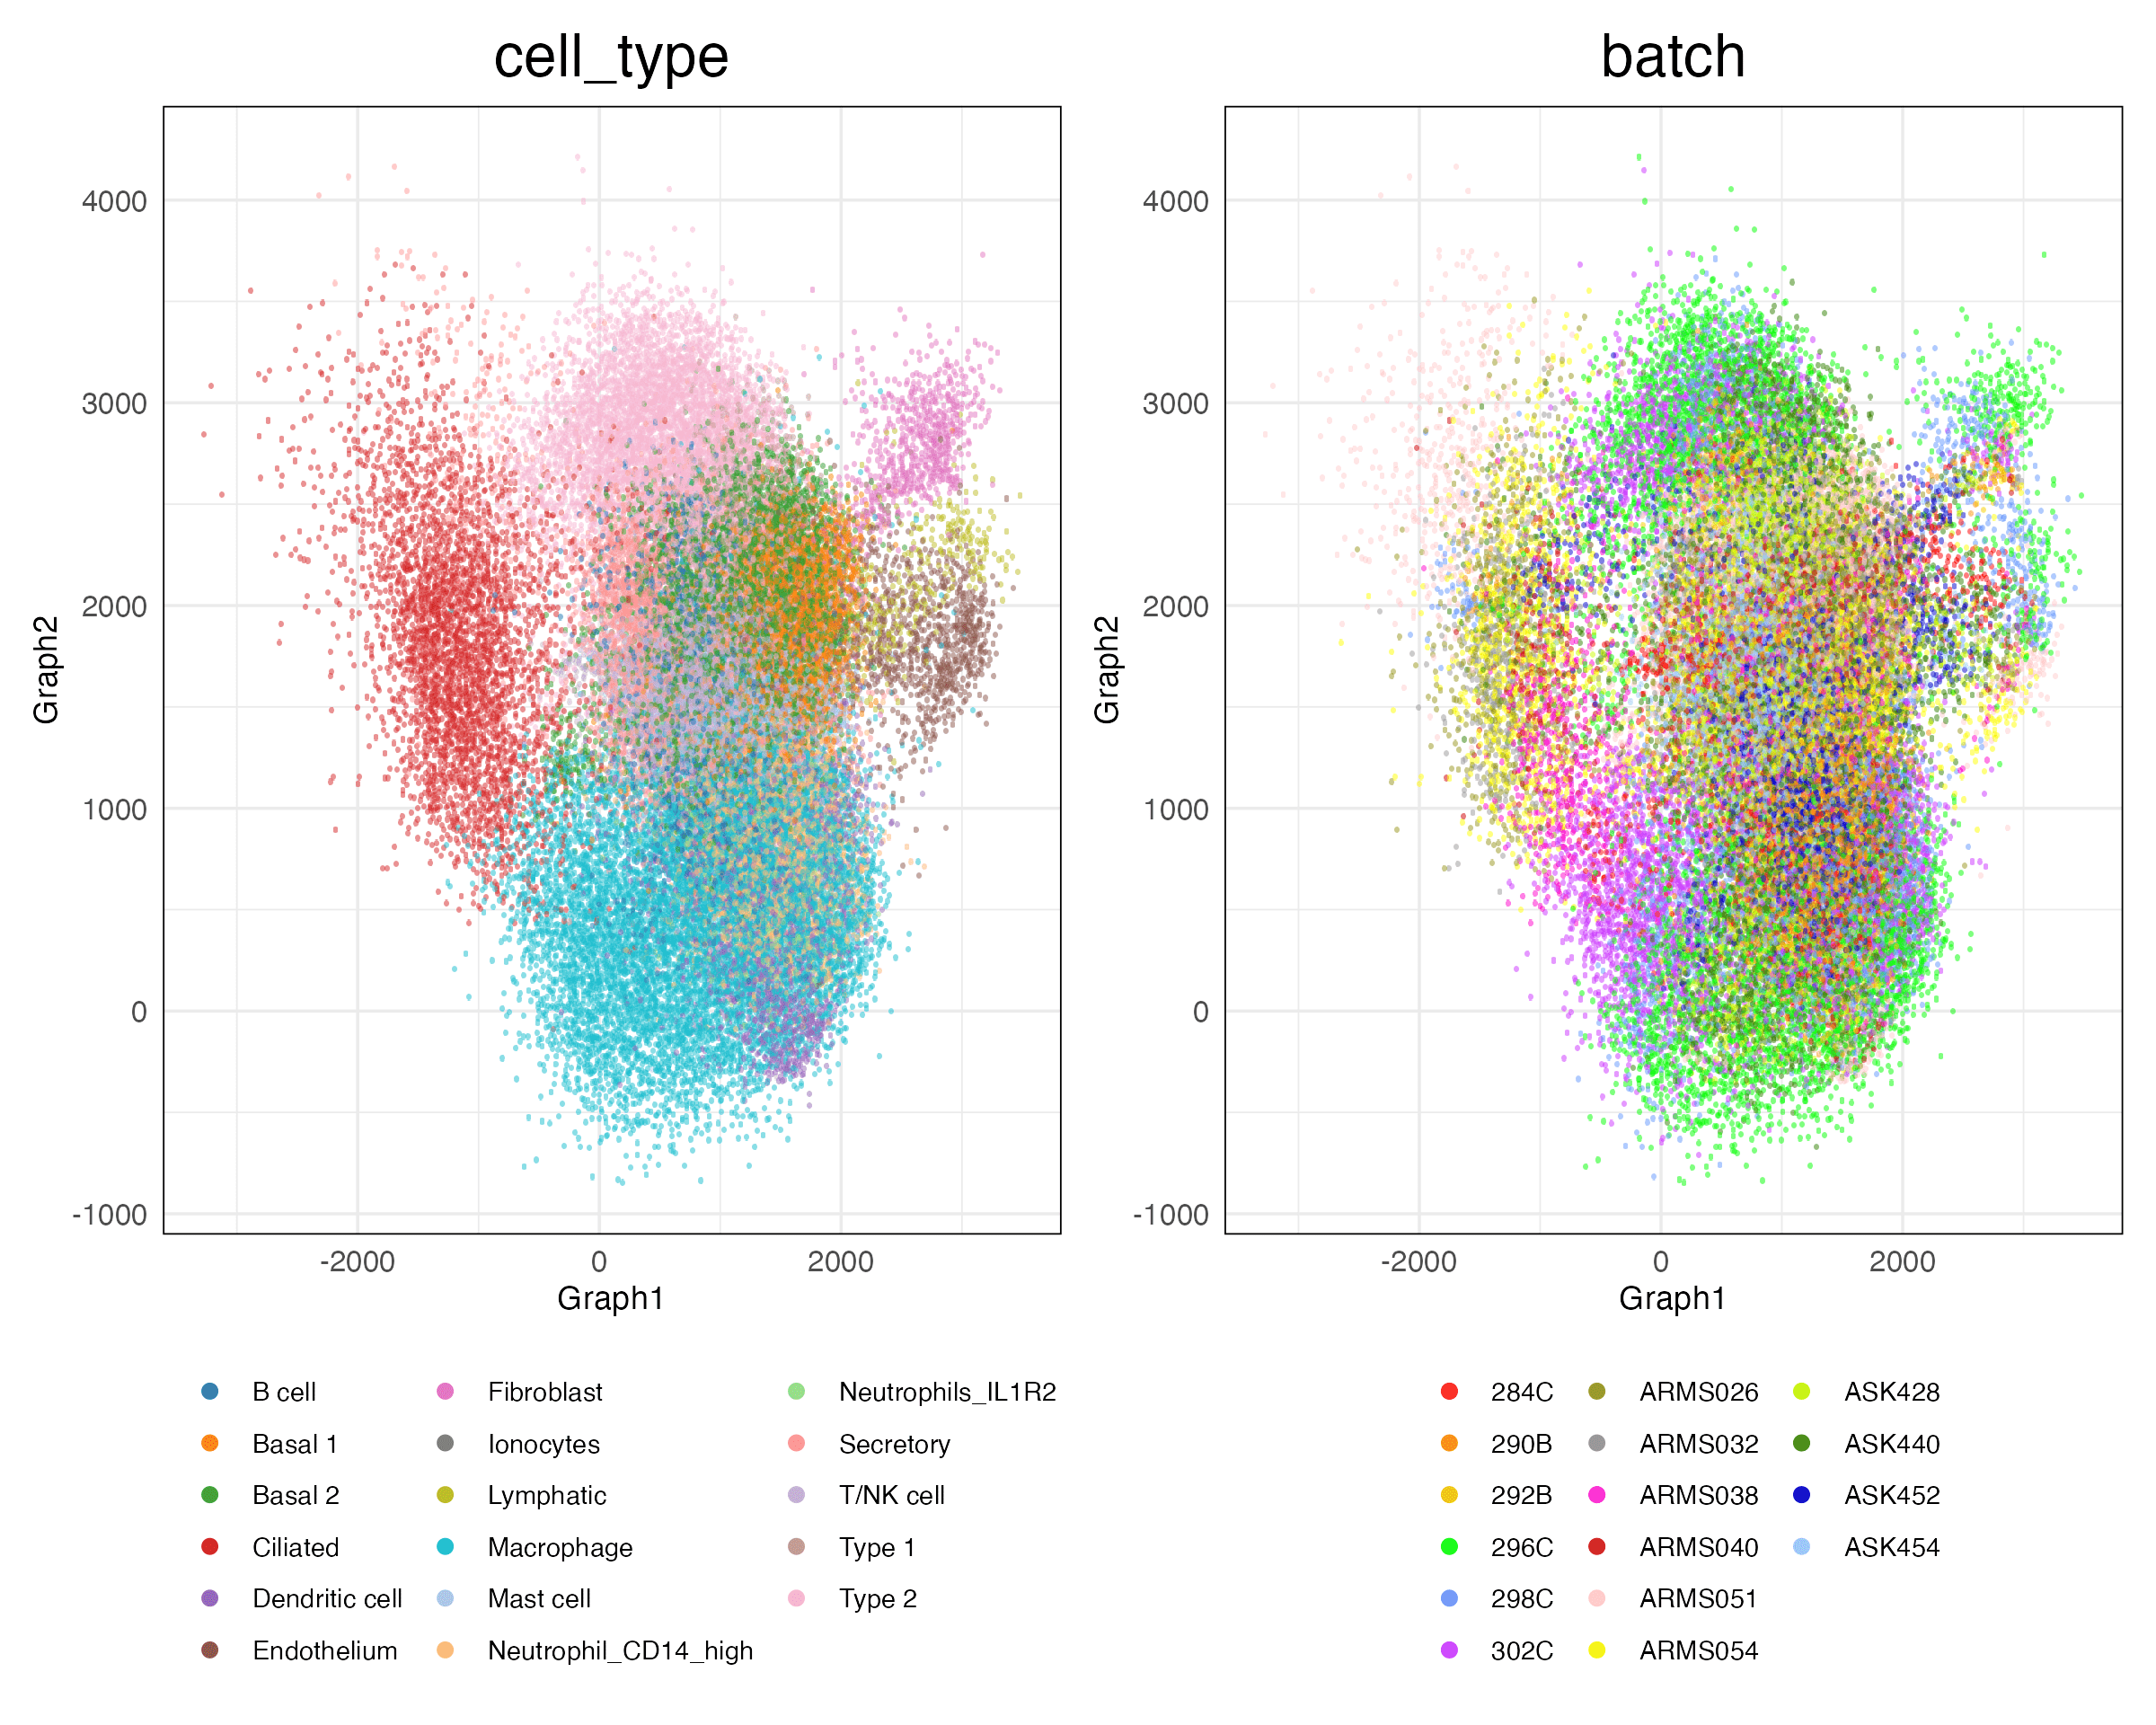 cell_type
batch
4000
3000
2000
1000
0
-1000
Graph2
-2000 0 2000
Graph1
4000
3000
2000
1000
0
-1000
Graph2
-2000 0 2000
Graph1
B cell Fibroblast Neutrophils_IL1R2
Basal 1 Ionocytes Secretory
Basal 2 Lymphatic T/NK cell
Ciliated Macrophage Type 1
Dendritic cell Mast cell Type 2
Endothelium Neutrophil_CD14_high
284C ARMS026 ASK428
290B ARMS032 ASK440
292B ARMS038 ASK452
296C ARMS040 ASK454
298C ARMS051
302C ARMS054